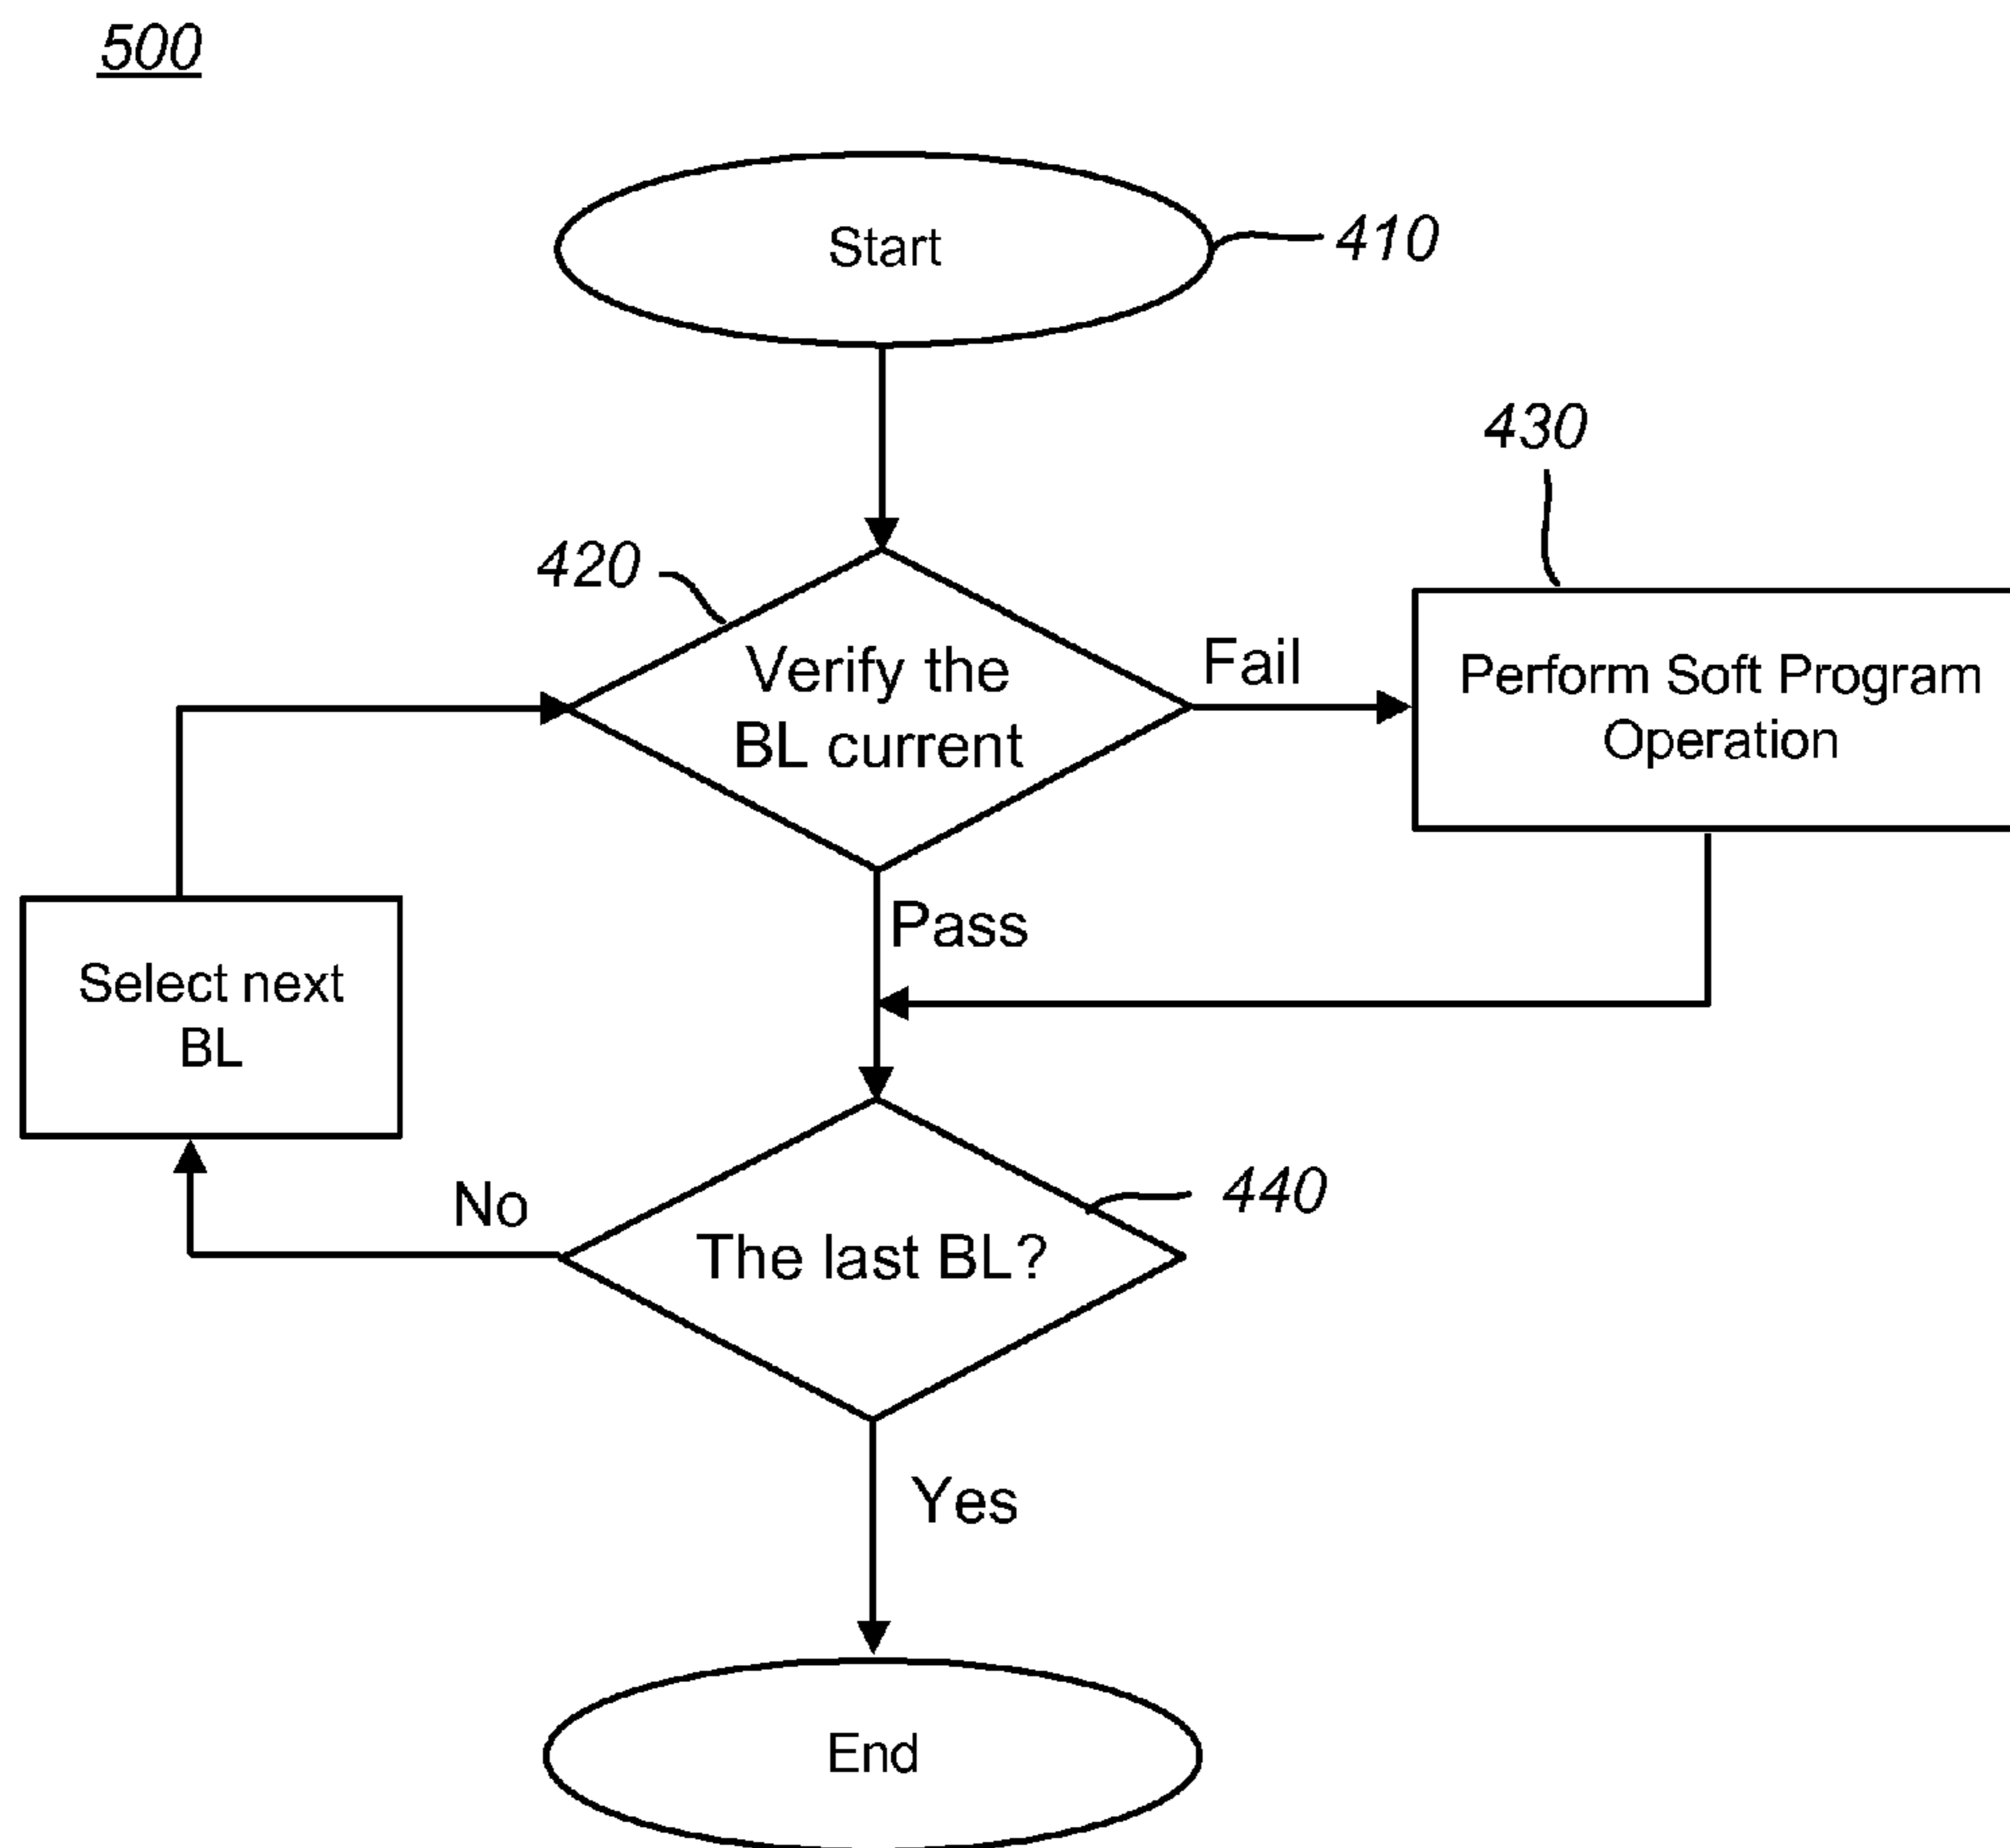 500
Start
410
430
420
Verify the
BL current
Fail
Perform Soft Program
Operation
Pass
Select next
BL
No
440
The last BL?
Yes
End